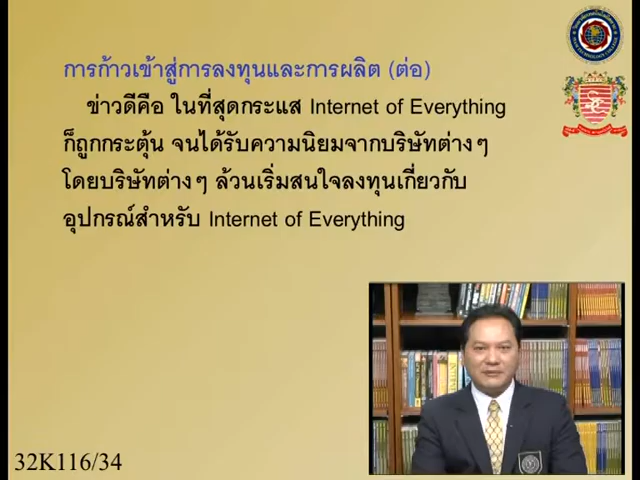 การก้าวเข้าสู่การลงทุนและการผลิต (ต่อ)
ข่าวดีคือ ในที่สุดกระแส Internet of Everything
ก็ถูกกระตุ้น จนได้รับความนิยมจากบริษัทต่างๆ
โดยบริษัทต่างๆ ล้วนเริ่มสนใจลงทุนเกี่ยวกับ
อุปกรณ์สำหรับ Internet of Everything
32K116/34